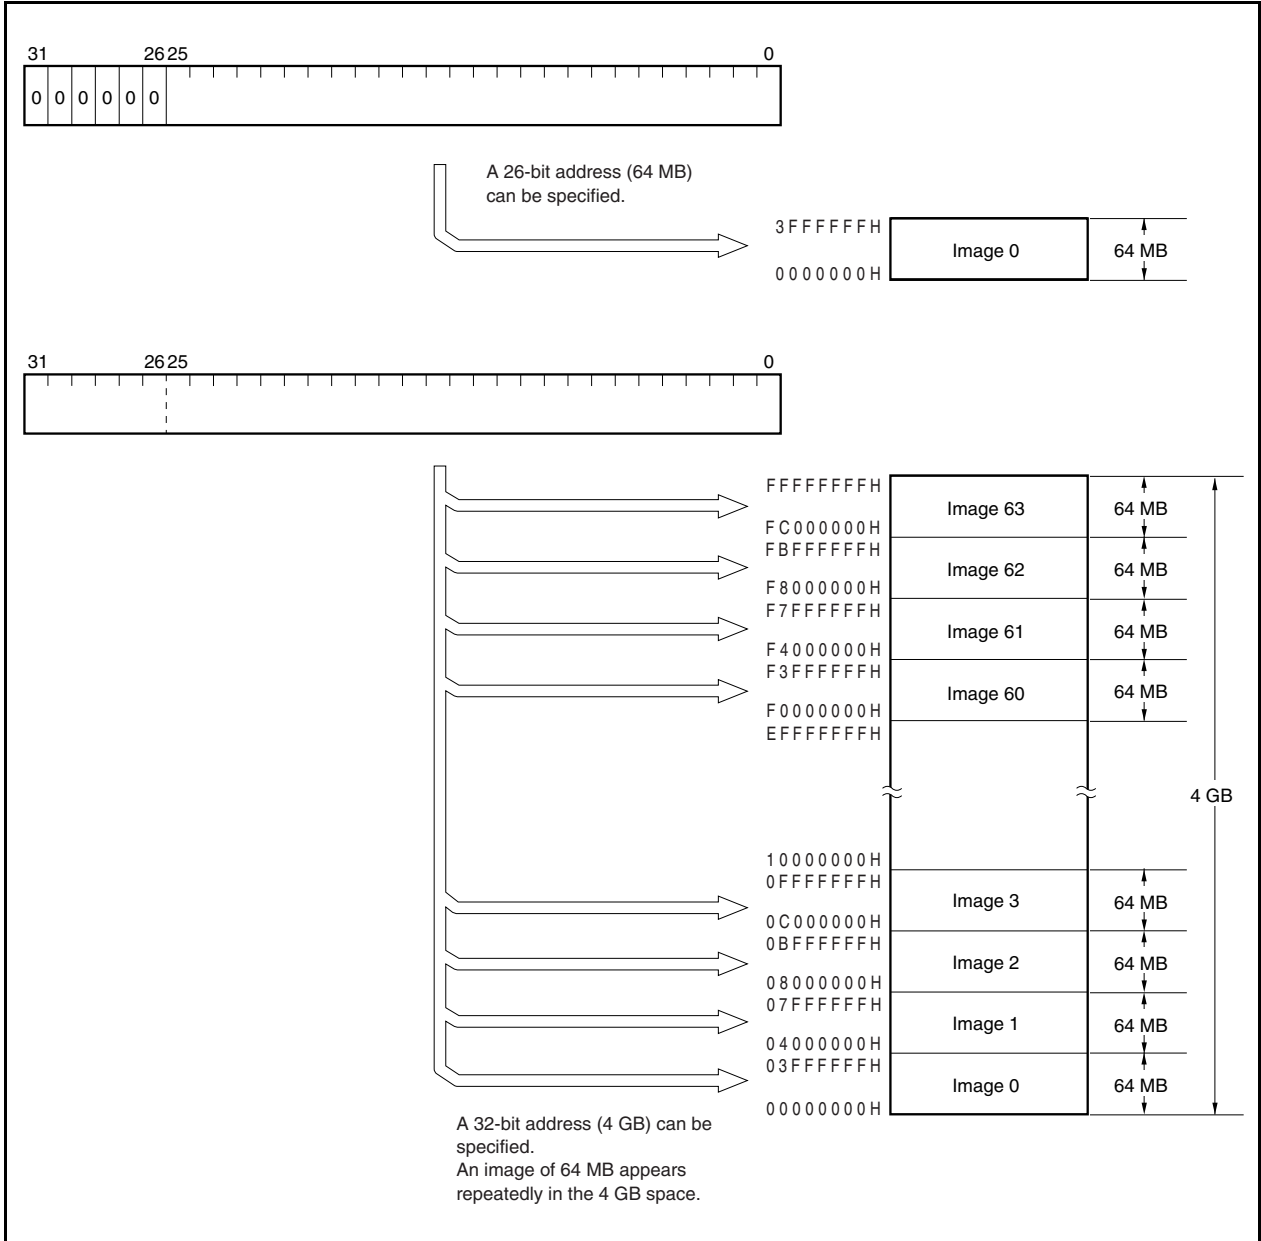 31 26 25 0
0 0 0 0 0 0
A 26-bit address (64 MB)
can be specified.
3FFFFFFH
Image 0
64 MB
0000000H
31 26 25 0
FFFFFFFFH
Image 63
64 MB
FC000000H
FBFFFFFFH
Image 62
64 MB
F8000000H
F7FFFFFFH
Image 61
64 MB
F4000000H
F3FFFFFFH
Image 60
64 MB
F0000000H
EFFFFFFFH
4 GB
10000000H
0FFFFFFFH
Image 3
64 MB
0C000000H
0BFFFFFFH
Image 2
64 MB
08000000H
07FFFFFFH
Image 1
64 MB
04000000H
03FFFFFFH
Image 0
64 MB
00000000H
A 32-bit address (4 GB) can be
specified.
An image of 64 MB appears
repeatedly in the 4 GB space.